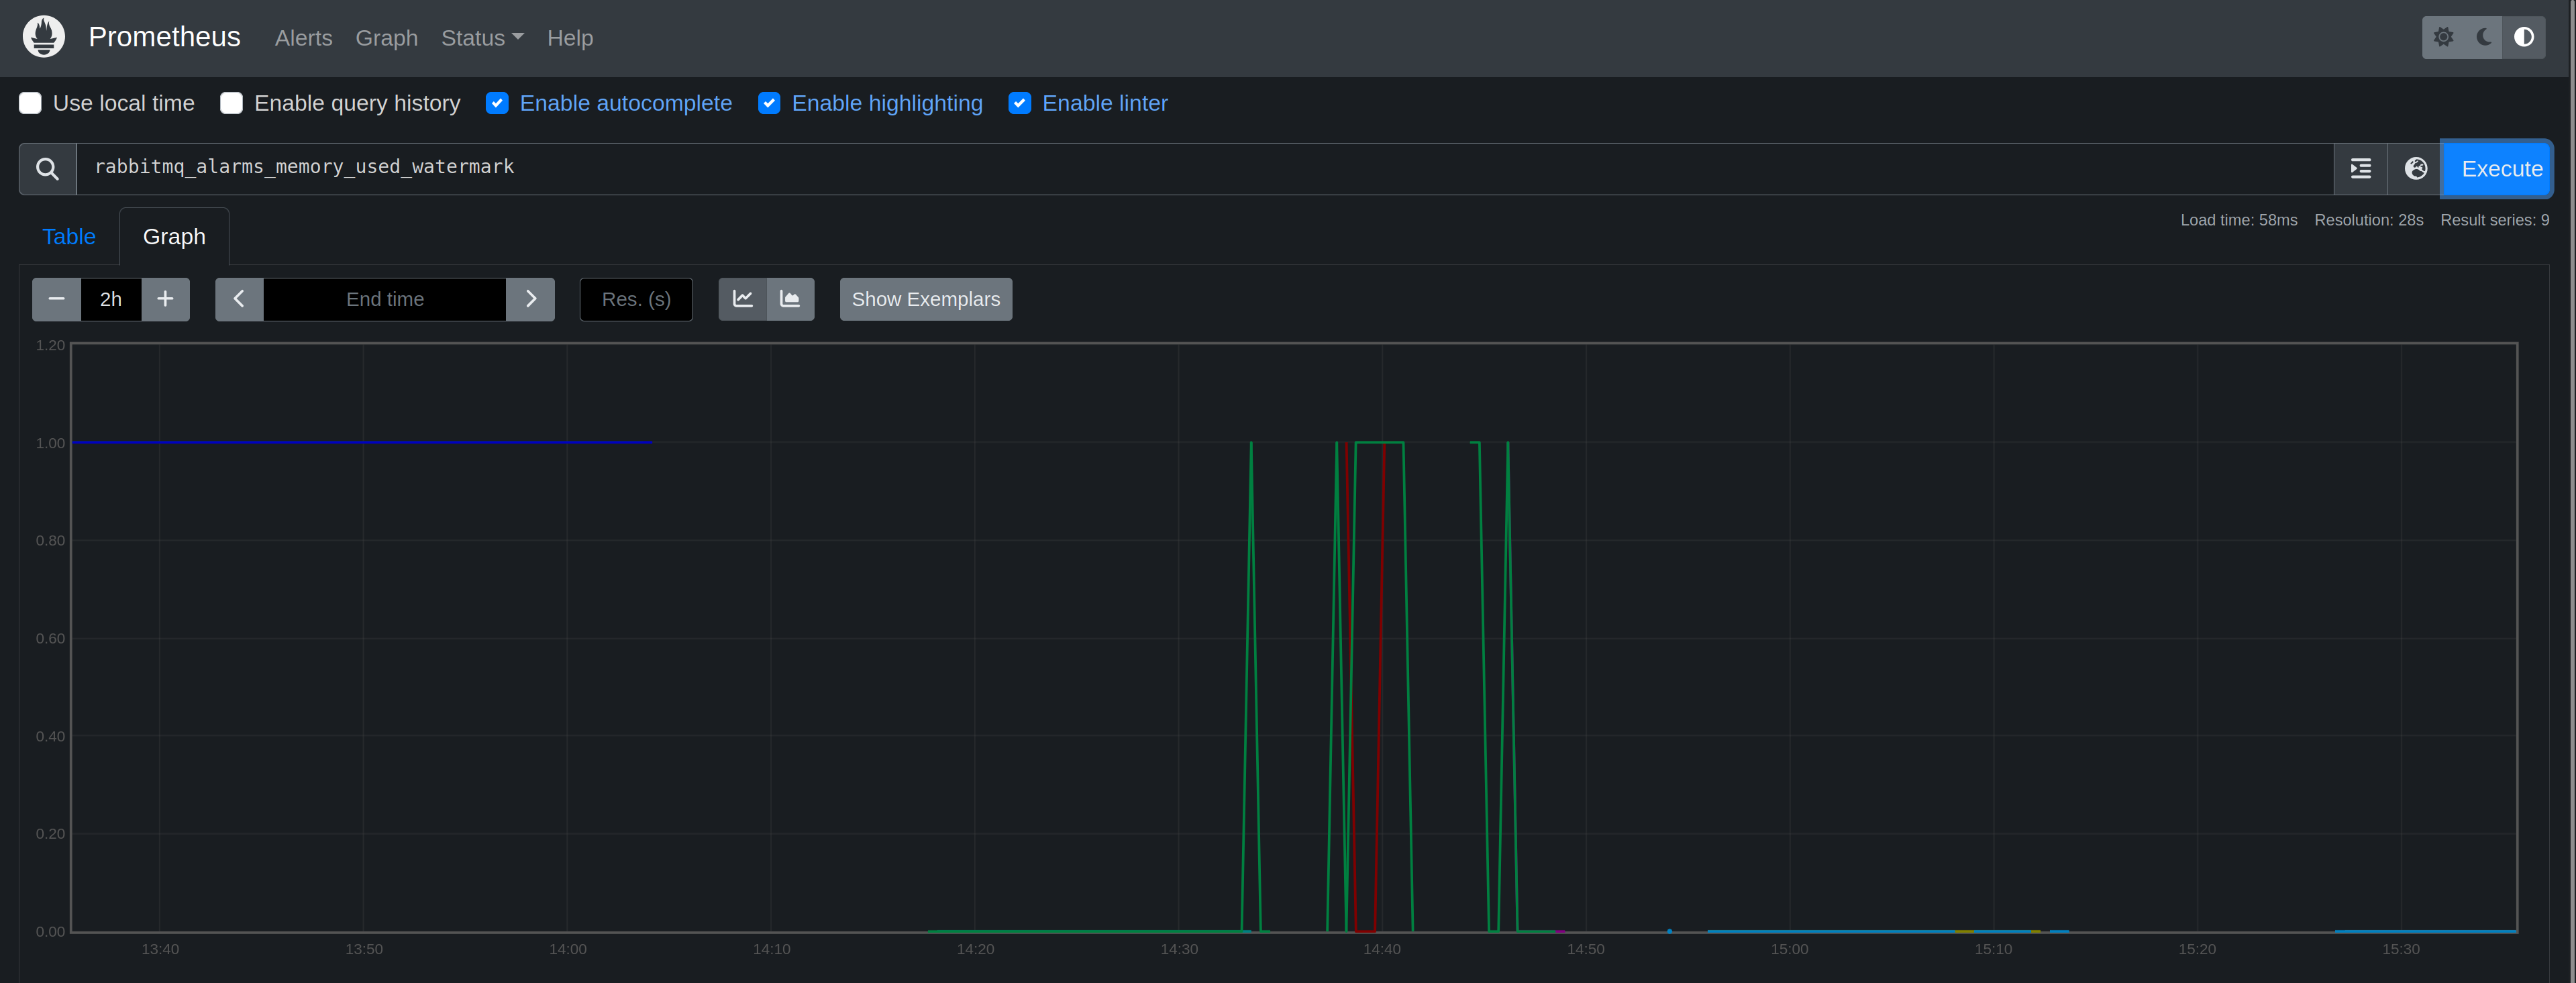 Prometheus Alerts Graph Status Help
Use local time Enable query history Enable autocomplete Enable highlighting Enable linter
rabbitmq_alarms_memory_used_watermark Execute
Load time: 58ms Resolution: 28s Result series: 9
Table Graph
2h End time Res. (s) Show Exemplars
1.20
1.00
0.80
0.60
0.40
0.20
0.00
13:40 13:50 14:00 14:10 14:20 14:30 14:40 14:50 15:00 15:10 15:20 15:30